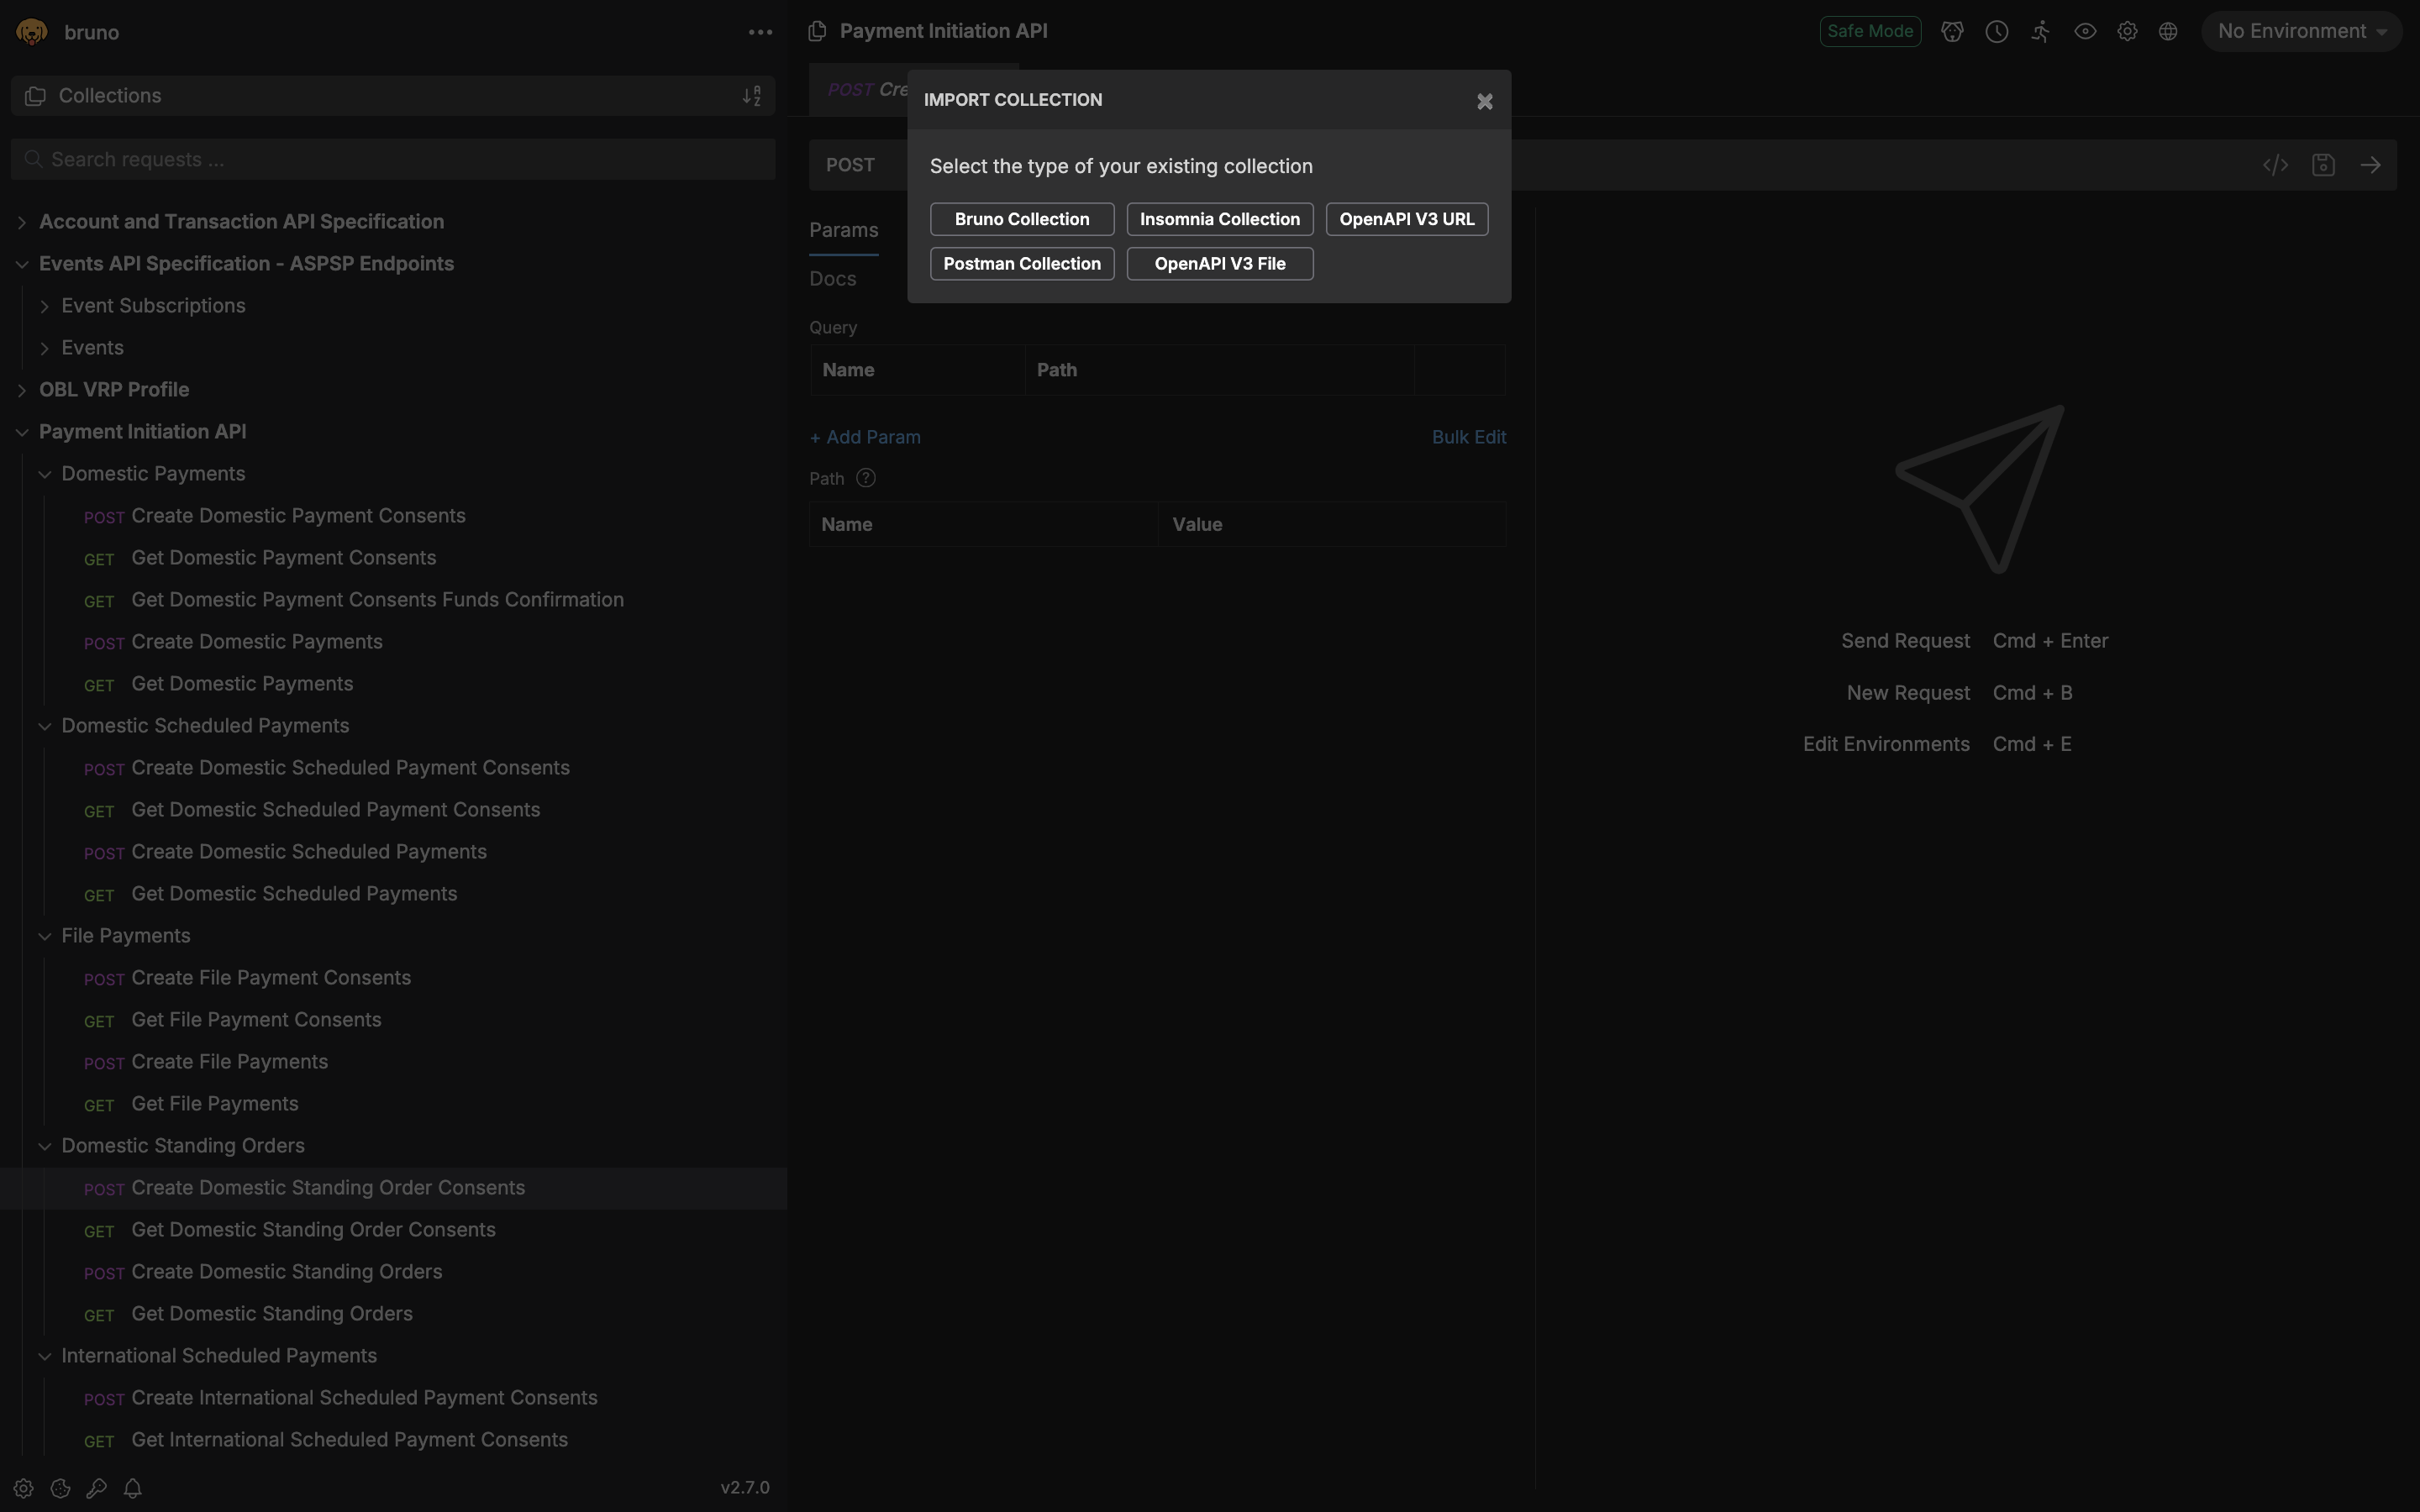 bruno
Collections
Search requests ...
Account and Transaction API Specification
Events API Specification - ASPSP Endpoints
Event Subscriptions
Events
OBL VRP Profile
Payment Initiation API
Domestic Payments
POST Create Domestic Payment Consents
GET Get Domestic Payment Consents
GET Get Domestic Payment Consents Funds Confirmation
POST Create Domestic Payments
GET Get Domestic Payments
Domestic Scheduled Payments
POST Create Domestic Scheduled Payment Consents
GET Get Domestic Scheduled Payment Consents
POST Create Domestic Scheduled Payments
GET Get Domestic Scheduled Payments
File Payments
POST Create File Payment Consents
GET Get File Payment Consents
POST Create File Payments
GET Get File Payments
Domestic Standing Orders
POST Create Domestic Standing Order Consents
GET Get Domestic Standing Order Consents
POST Create Domestic Standing Orders
GET Get Domestic Standing Orders
International Scheduled Payments
POST Create International Scheduled Payment Consents
GET Get International Scheduled Payment Consents
v2.7.0
Payment Initiation API
Safe Mode
No Environment
POST Cre
IMPORT COLLECTION
Select the type of your existing collection
Bruno Collection Insomnia Collection OpenAPI V3 URL
Postman Collection OpenAPI V3 File
POST
Params
Docs
Query
Name Path
+ Add Param Bulk Edit
Path
Name Value
Send Request Cmd + Enter
New Request Cmd + B
Edit Environments Cmd + E